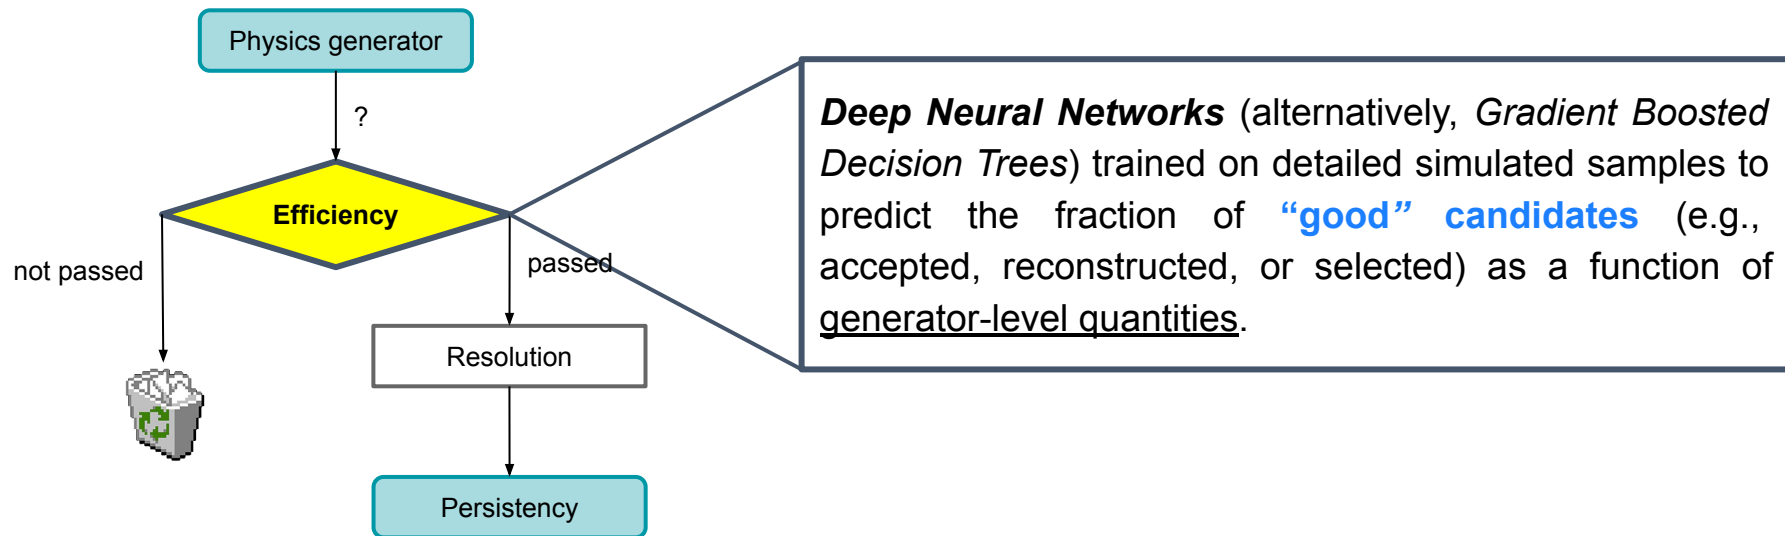 Physics generator
?
Efficiency
not passed
passed
Resolution
Persistency
Deep Neural Networks (alternatively, Gradient Boosted
Decision Trees) trained on detailed simulated samples to
predict the fraction of “good” candidates (e.g.,
accepted, reconstructed, or selected) as a function of
generator-level quantities.